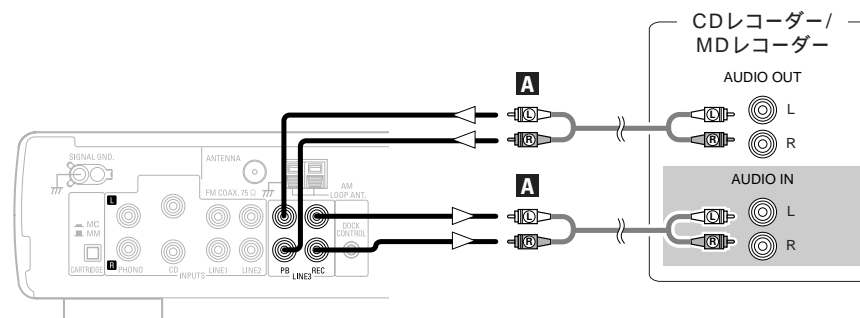 CDレコーダー/
MDレコーダー
AUDIO OUT
L
R
AUDIO IN
L
R
A
L
R
L
R
A
L
R
L
R
SIGNAL GND.
ANTENNA
FM COAX. 75 Ω
AM
LOOP ANT.
L
MC
MM
DOCK
CONTROL
R
CARTRIDGE
PHONO
CD
LINE1
LINE2
INPUTS
PB
REC
LINE3